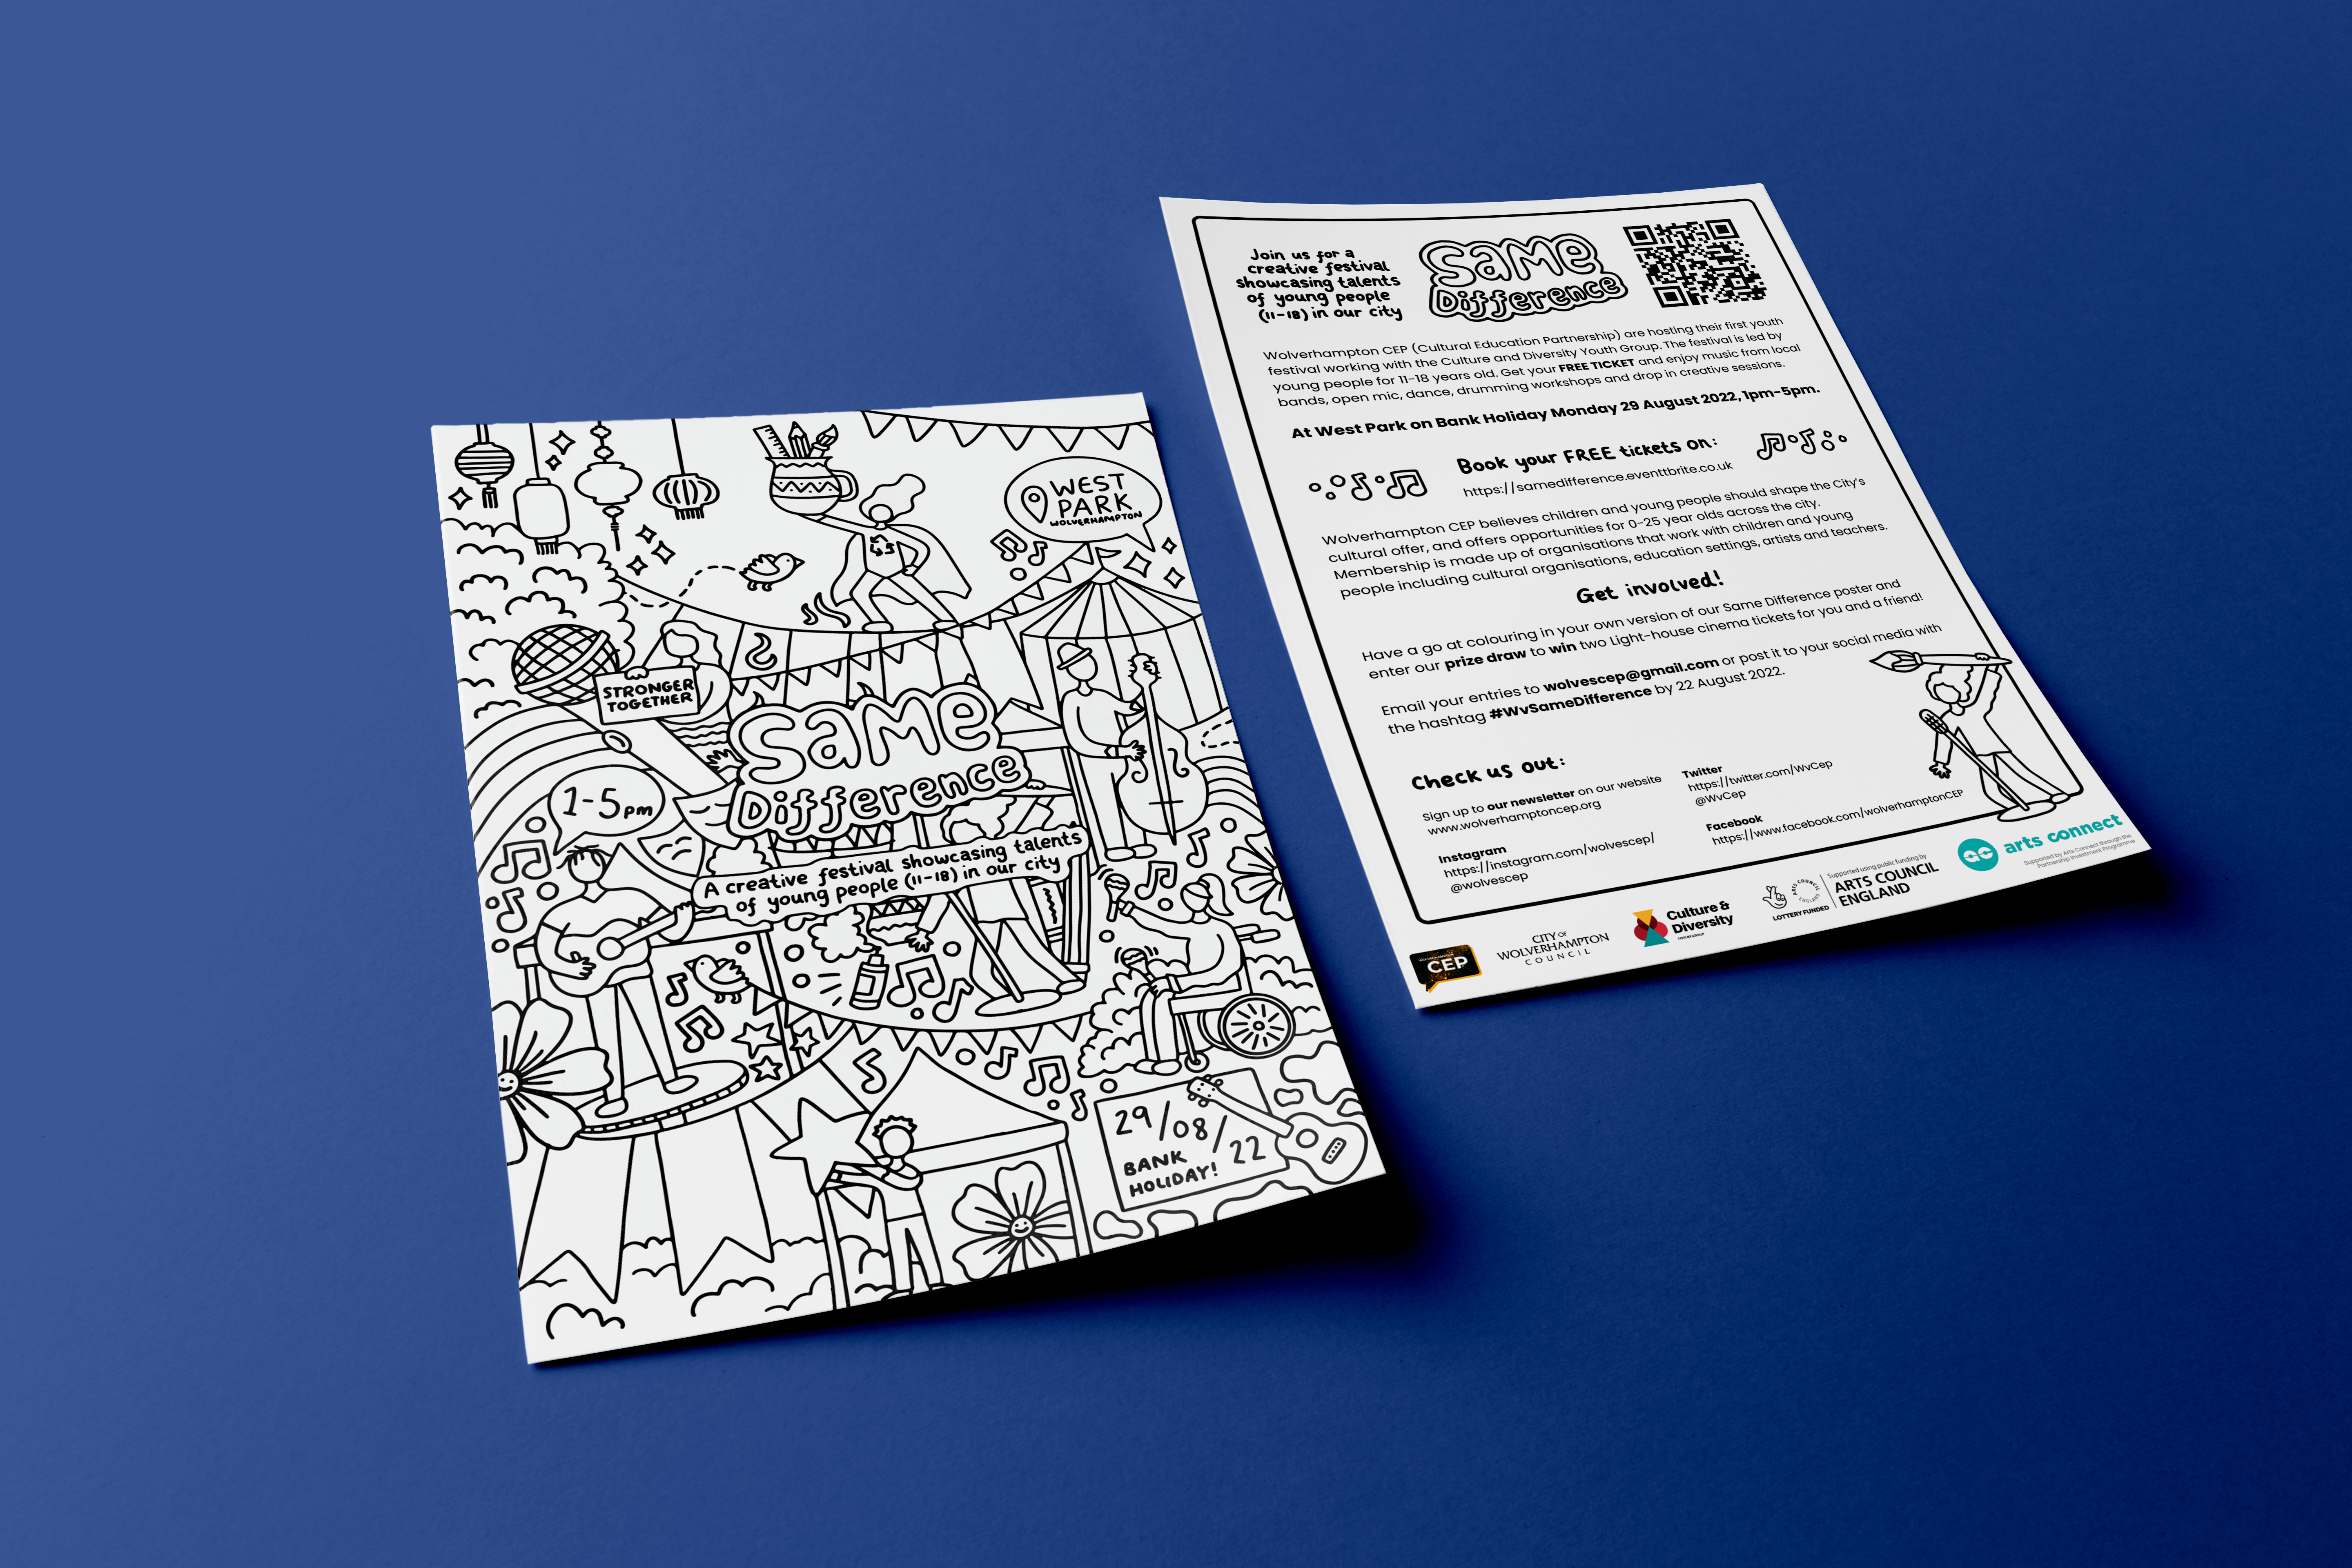 WEST
PARK
WOLVERHAMPTON
STRONGER
TOGETHER
1-5pm
Same
Difference
A creative festival showcasing talents
of young people (11-18) in our city
29/08/22
BANK
HOLIDAY!
Join us for a
creative festival
showcasing talents
of young people
(11-18) in our city
Same
Difference
Wolverhampton CEP (Cultural Education Partnership) are hosting their first youth
festival working with the Culture and Diversity Youth Group. The festival is led by
young people for 11-18 years old. Get your FREE TICKET and enjoy music from local
bands, open mic, dance, drumming workshops and drop in creative sessions.
At West Park on Bank Holiday Monday 29 August 2022, 1pm-5pm.
Book your FREE tickets on:
https://samedifference.eventtbrite.co.uk
Wolverhampton CEP believes children and young people should shape the City's
cultural offer, and offers opportunities for 0-25 year olds across the city.
Membership is made up of organisations that work with children and young
people including cultural organisations, education settings, artists and teachers.
Get involved!
Have a go at colouring in your own version of our Same Difference poster and
enter our prize draw to win two Light-house cinema tickets for you and a friend!
Email your entries to wolvescep@gmail.com or post it to your social media with
the hashtag #WvSameDifference by 22 August 2022.
Check us out:
Sign up to our newsletter on our website
www.wolverhamptoncep.org
Instagram
https://instagram.com/wolvescep/
@wolvescep
Twitter
https://twitter.com/WvCep
@WvCep
Facebook
https://www.facebook.com/wolverhamptonCEP
CEP
CITY OF
WOLVERHAMPTON
COUNCIL
Culture &
Diversity
LOTTERY FUNDED
Supported using public funding by
ARTS COUNCIL
ENGLAND
ac
arts connect
Supported by Arts Connect through the
Partnership Investment Programme